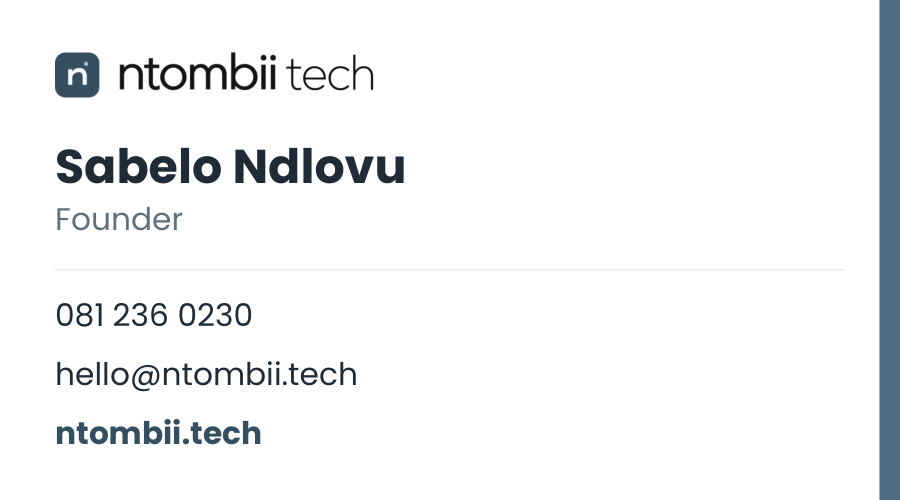 n
ntombii tech
Sabelo Ndlovu
Founder
081 236 0230
hello@ntombii.tech
ntombii.tech